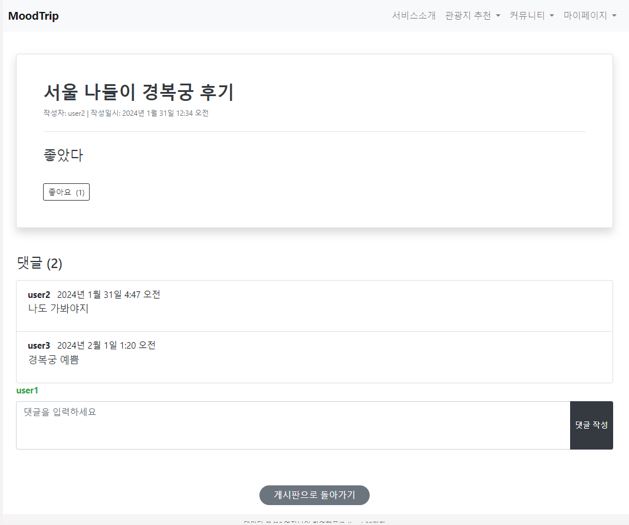 MoodTrip
서비스소개 관광지 추천 커뮤니티 마이페이지
서울 나들이 경복궁 후기
작성자: user2 | 작성일시: 2024년 1월 31일 12:34 오전
좋았다
좋아요 (1)
댓글 (2)
user2 2024년 1월 31일 4:47 오전
나도 가봐야지
user3 2024년 2월 1일 1:20 오전
경복궁 예쁨
user1
댓글을 입력하세요
댓글 작성
게시판으로 돌아가기